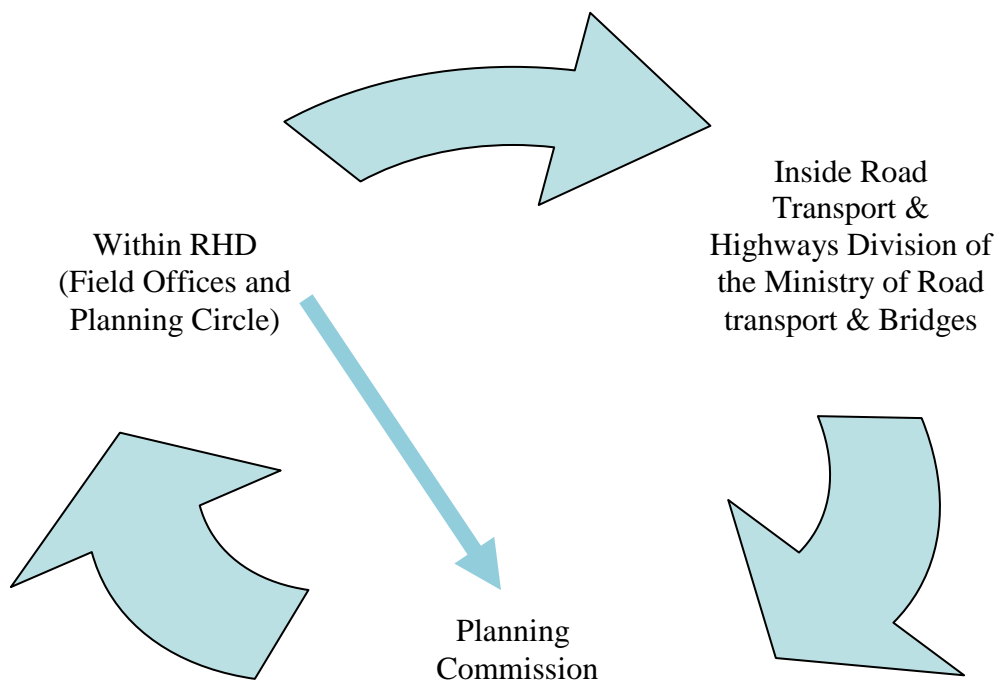 Within RHD
(Field Offices and
Planning Circle)
Inside Road
Transport &
Highways Division of
the Ministry of Road
transport & Bridges
Planning
Commission